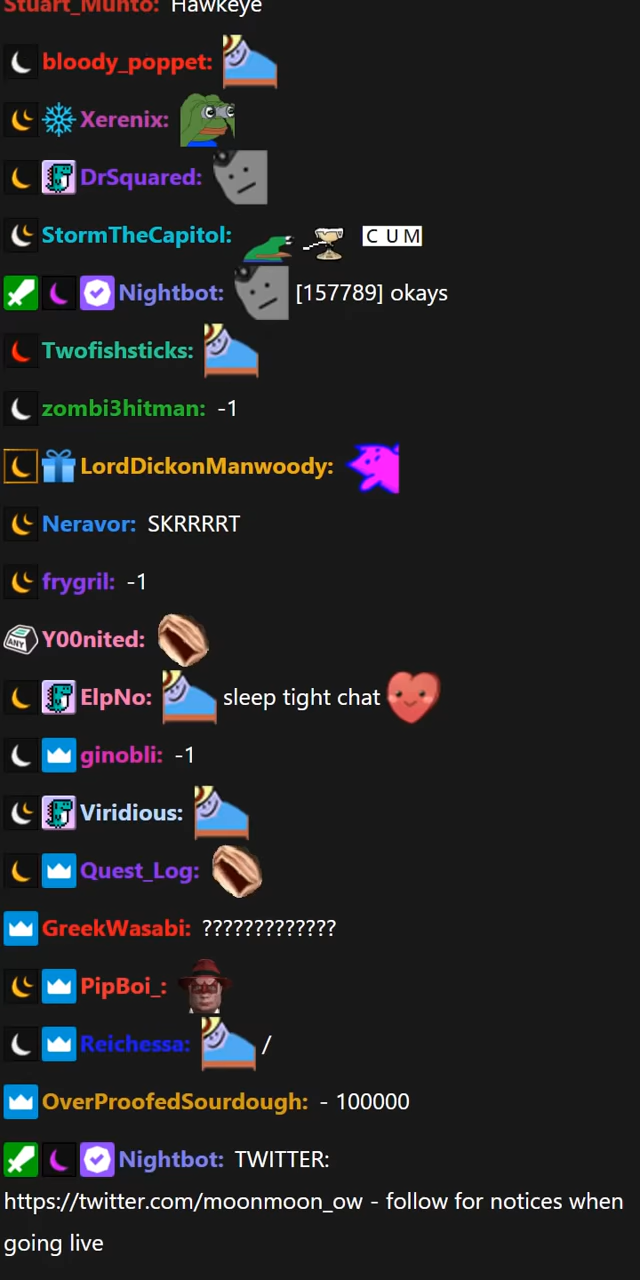 Stuart_Munto: Hawkeye
bloody_poppet:
Xerenix:
DrSquared:
StormTheCapitol: CUM
Nightbot: [157789] okays
Twofishsticks:
zombi3hitman: -1
LordDickonManwoody:
Neravor: SKRRRRT
frygril: -1
ANY Y00nited:
ElpNo: sleep tight chat
ginobli: -1
Viridious:
Quest_Log:
GreekWasabi: ?????????????
PipBoi_:
Reichessa: /
OverProofedSourdough: - 100000
Nightbot: TWITTER:
https://twitter.com/moonmoon_ow - follow for notices when
going live